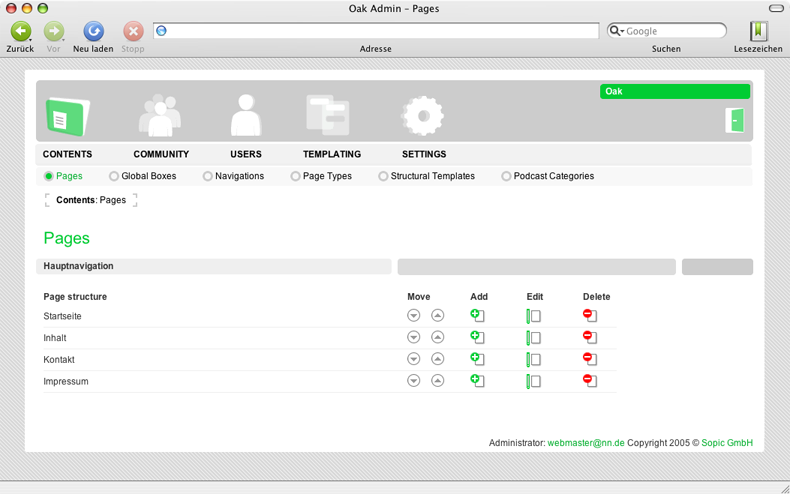 Oak Admin – Pages
Google
Zurück Vor Neu laden Stopp Adresse Suchen Lesezeichen
Oak
CONTENTS COMMUNITY USERS TEMPLATING SETTINGS
Pages Global Boxes Navigations Page Types Structural Templates Podcast Categories
Contents: Pages
Pages
Hauptnavigation
Page structure Move Add Edit Delete
Startseite
Inhalt
Kontakt
Impressum
Administrator: webmaster@nn.de Copyright 2005 © Sopic GmbH